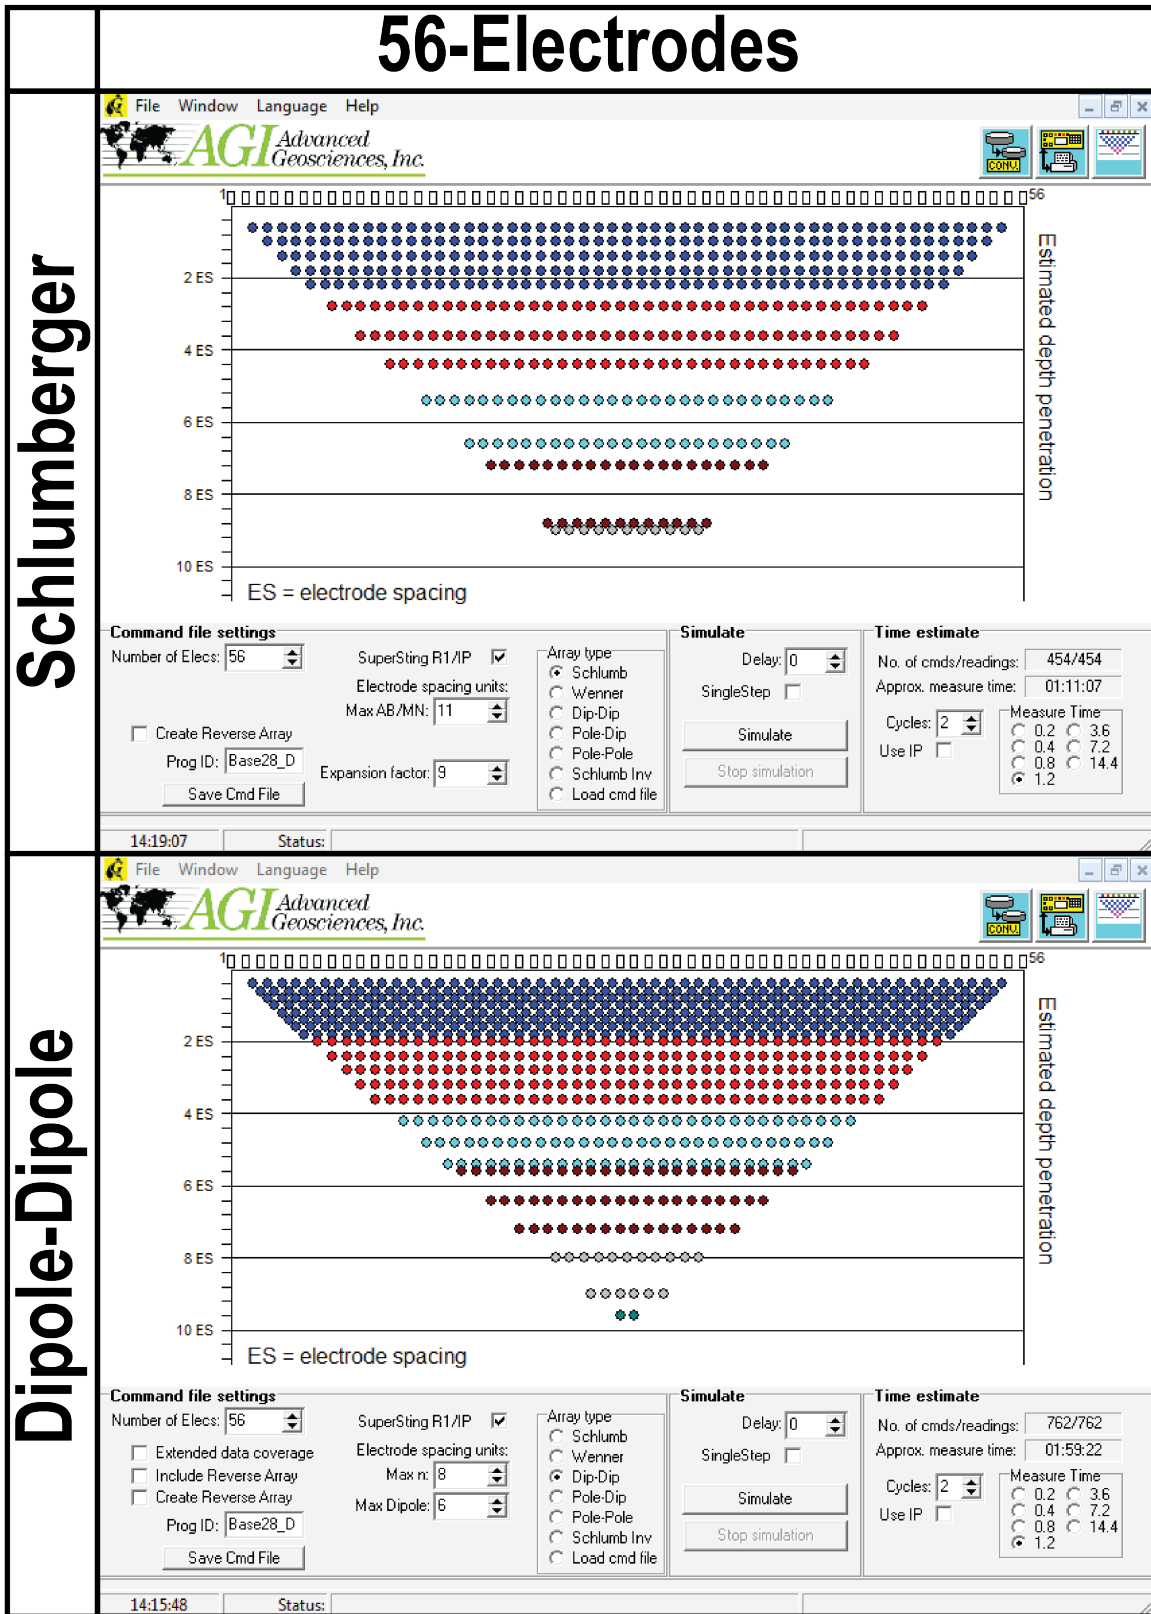 56-Electrodes
Schlumberger
File Window Language Help
AGI Advanced
Geosciences, Inc.
CONV.
1 56
2 ES
4 ES
6 ES
8 ES
10 ES
Estimated depth penetration
ES = electrode spacing
Command file settings
Number of Elecs: 56
SuperSting R1/IP
Electrode spacing units:
Max AB/MN: 11
Create Reverse Array
Prog ID: Base28_D
Expansion factor: 9
Save Cmd File
Array type
Schlumb
Wenner
Dip-Dip
Pole-Dip
Pole-Pole
Schlumb Inv
Load cmd file
Simulate
Delay: 0
SingleStep
Simulate
Stop simulation
Time estimate
No. of cmds/readings: 454/454
Approx. measure time: 01:11:07
Cycles: 2
Use IP
Measure Time
0.2 3.6
0.4 7.2
0.8 14.4
1.2
14:19:07 Status:
Dipole-Dipole
File Window Language Help
AGI Advanced
Geosciences, Inc.
CONV.
1 56
2 ES
4 ES
6 ES
8 ES
10 ES
Estimated depth penetration
ES = electrode spacing
Command file settings
Number of Elecs: 56
SuperSting R1/IP
Extended data coverage
Electrode spacing units:
Include Reverse Array
Max n: 8
Create Reverse Array
Max Dipole: 6
Prog ID: Base28_D
Save Cmd File
Array type
Schlumb
Wenner
Dip-Dip
Pole-Dip
Pole-Pole
Schlumb Inv
Load cmd file
Simulate
Delay: 0
SingleStep
Simulate
Stop simulation
Time estimate
No. of cmds/readings: 762/762
Approx. measure time: 01:59:22
Cycles: 2
Use IP
Measure Time
0.2 3.6
0.4 7.2
0.8 14.4
1.2
14:15:48 Status: